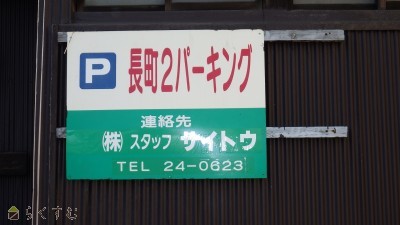 P 長町2パーキング
連絡先
㈱ スタッフ サイトウ
TEL 24-0623
らくすむ